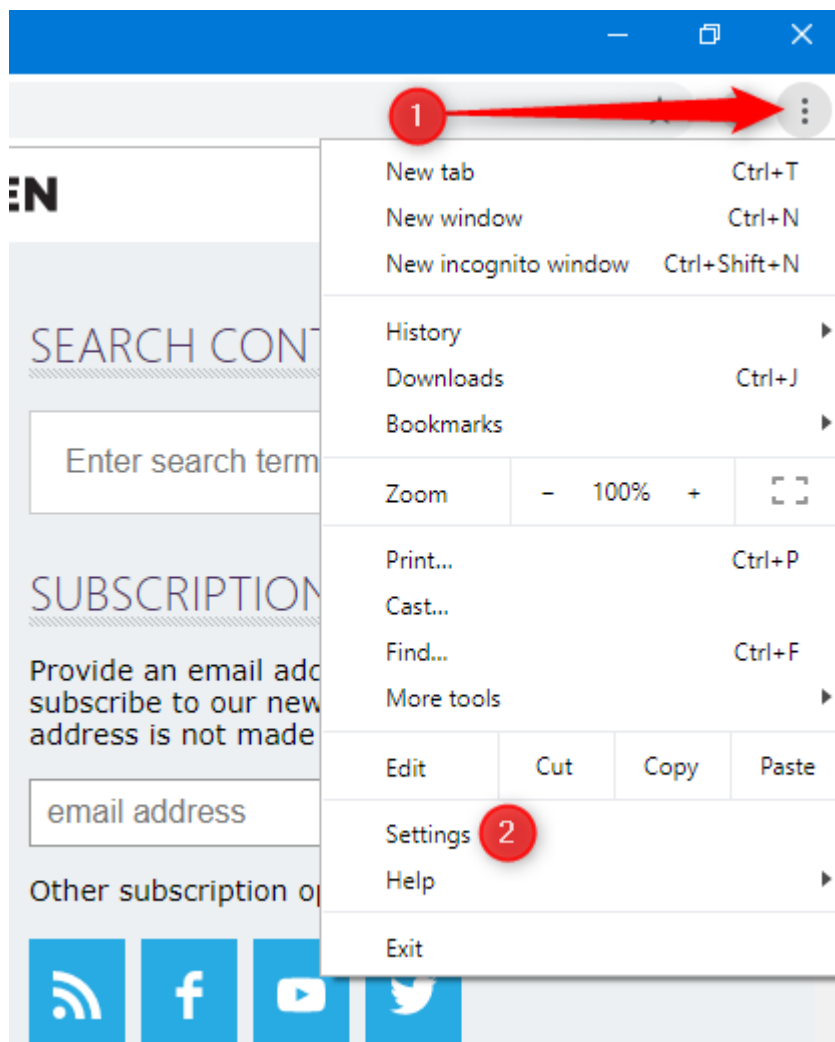 1
EN
New tab Ctrl+T
New window Ctrl+N
New incognito window Ctrl+Shift+N
History
Downloads Ctrl+J
Bookmarks
Zoom - 100% +
Print... Ctrl+P
Cast...
Find... Ctrl+F
More tools
Edit Cut Copy Paste
Settings 2
Help
Exit
SEARCH CONT
Enter search term
SUBSCRIPTION
Provide an email add
subscribe to our new
address is not made
email address
Other subscription o